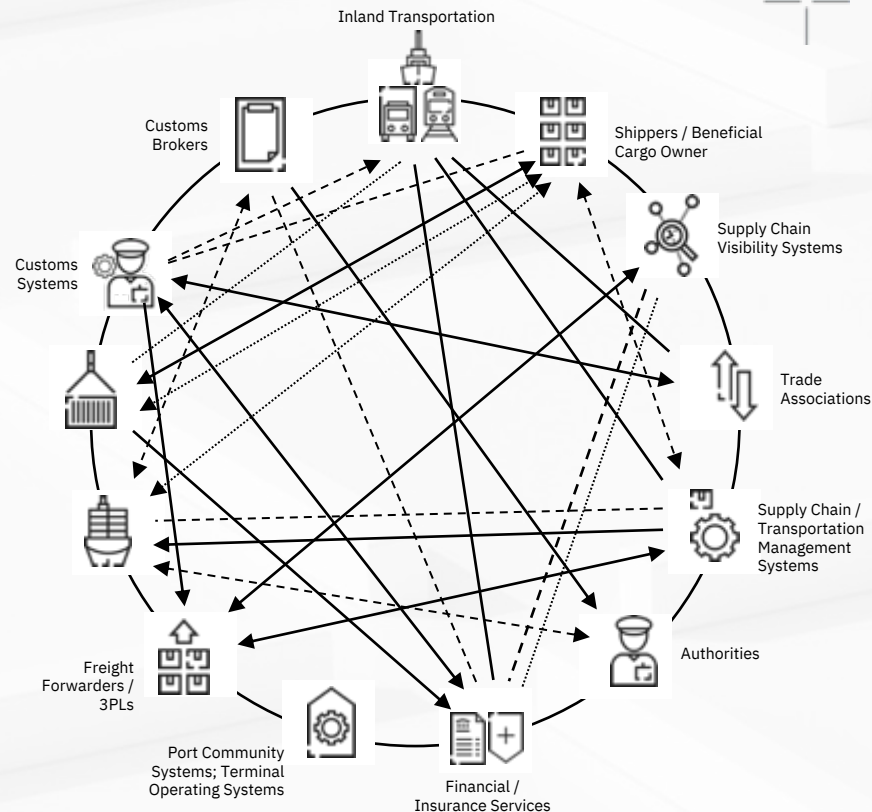 Inland Transportation
Customs
Brokers
Shippers / Beneficial
Cargo Owner
Supply Chain
Visibility Systems
Customs
Systems
Trade
Associations
Supply Chain /
Transportation
Management
Systems
Authorities
Freight
Forwarders /
3PLs
Port Community
Systems; Terminal
Operating Systems
Financial /
Insurance Services